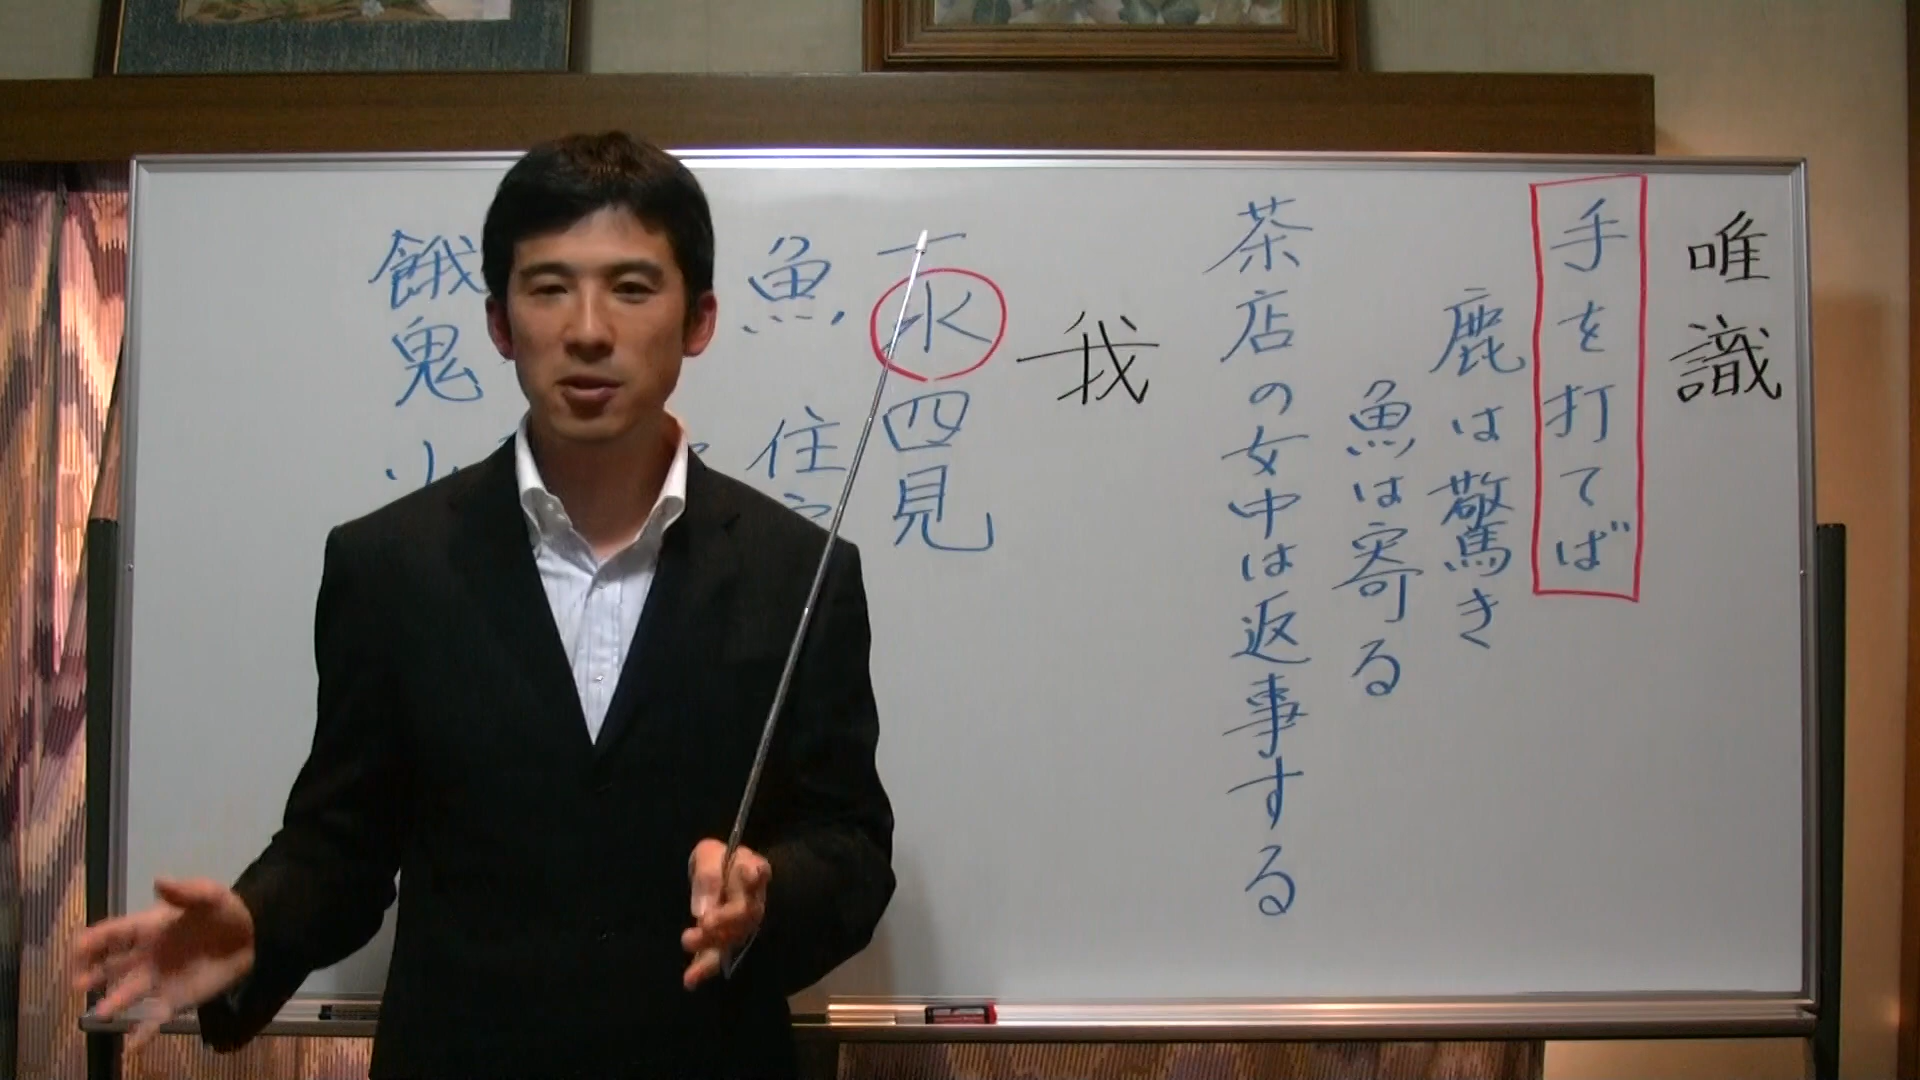 唯識
手を打てば
鹿は驚き
魚は寄る
茶店の女中は返事する
我
一水四見
魚 住
餓鬼